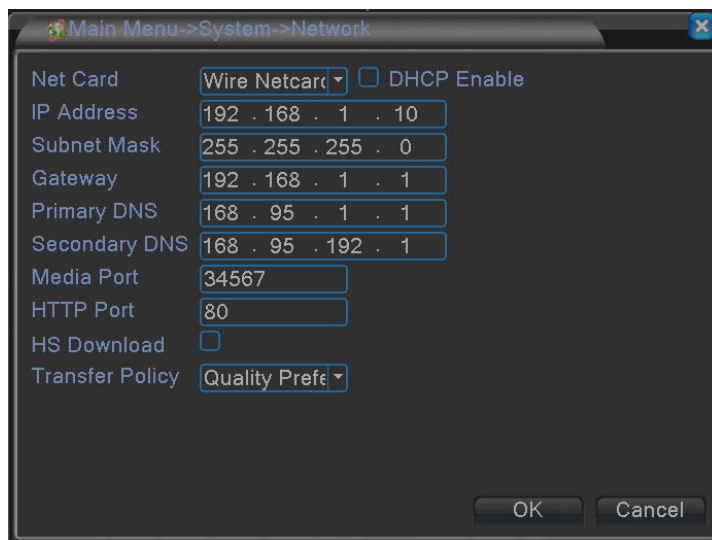 Main Menu->System->Network
Net Card Wire Netcard DHCP Enable
IP Address 192 . 168 . 1 . 10
Subnet Mask 255 . 255 . 255 . 0
Gateway 192 . 168 . 1 . 1
Primary DNS 168 . 95 . 1 . 1
Secondary DNS 168 . 95 . 192 . 1
Media Port 34567
HTTP Port 80
HS Download
Transfer Policy Quality Prefe
OK Cancel